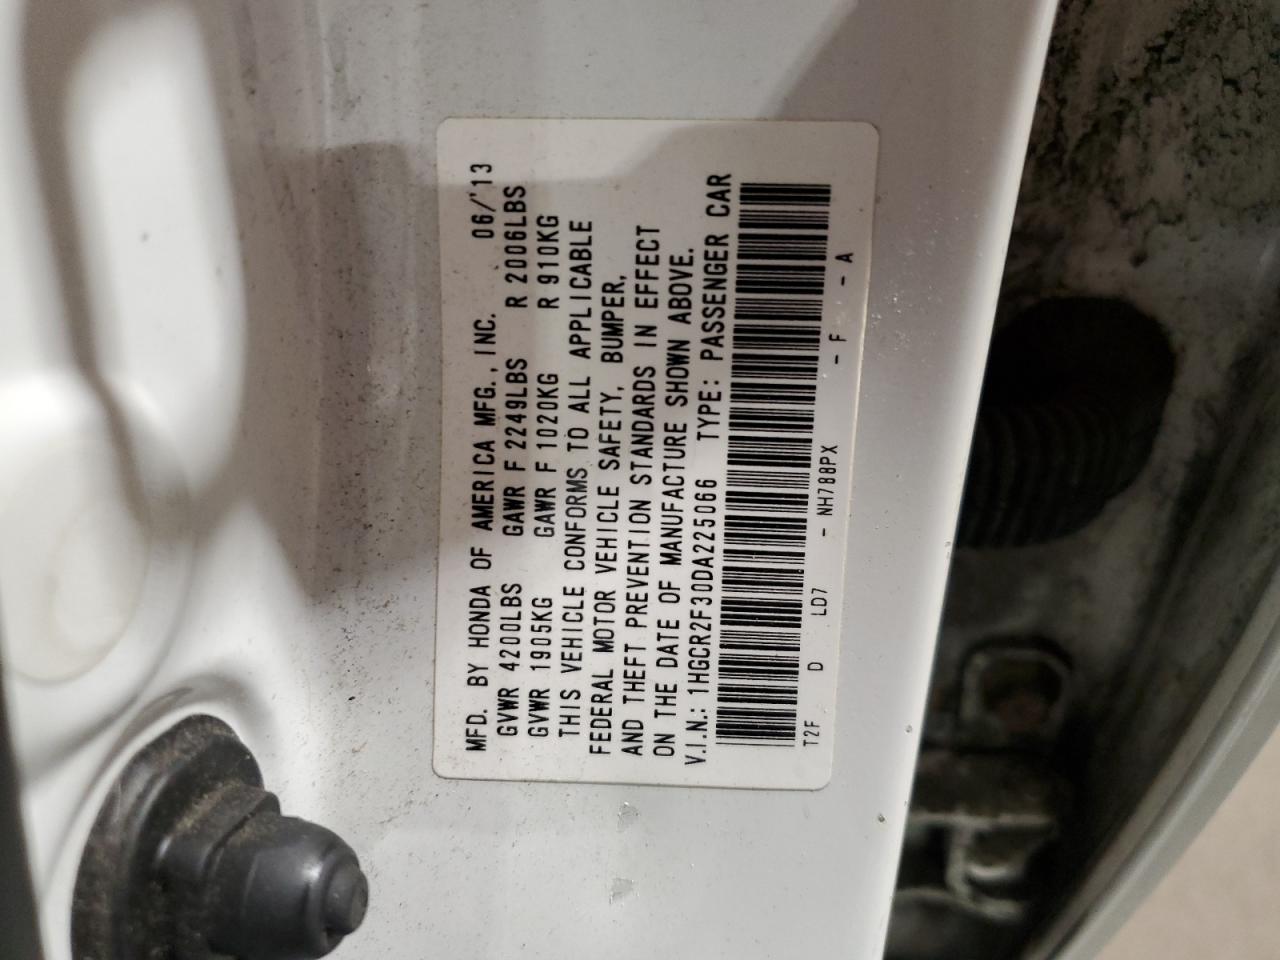 MFD. BY HONDA OF AMERICA MFG., INC. 06/'13
GVWR 4200LBS GAWR F 2249LBS R 2006LBS
GVWR 1905KG GAWR F 1020KG R 910KG
THIS VEHICLE CONFORMS TO ALL APPLICABLE
FEDERAL MOTOR VEHICLE SAFETY, BUMPER,
AND THEFT PREVENTION STANDARDS IN EFFECT
ON THE DATE OF MANUFACTURE SHOWN ABOVE.
V.I.N.: 1HGCR2F30DA225066 TYPE: PASSENGER CAR
T2F D LD7 - NH788PX - F - A